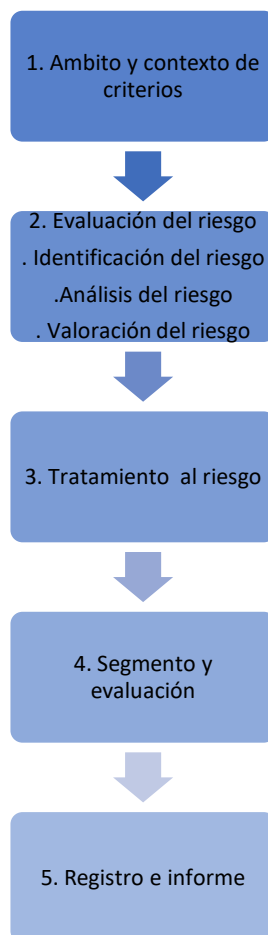 1. Ambito y contexto de
criterios
2. Evaluación del riesgo
. Identificación del riesgo
.Análisis del riesgo
. Valoración del riesgo
3. Tratamiento  al riesgo
4. Segmento y
evaluación
5. Registro e informe